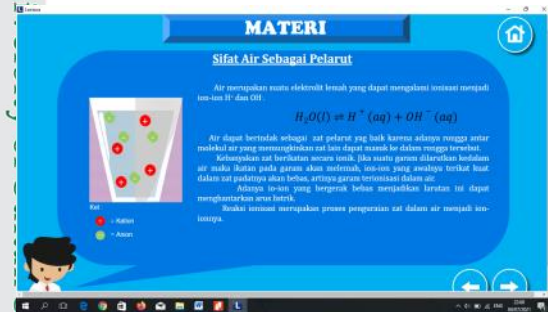 Lectora
MATERI
Sifat Air Sebagai Pelarut
Air merupakan suatu elektrolit lemah yang dapat mengalami ionisasi menjadi
ion-ion H⁺ dan OH⁻
H₂O(l) ⇌ H⁺ (aq) + OH⁻ (aq)
Air dapat bertindak sebagai zat pelarut yag baik karena adanya rongga antar
molekul air yang memungkinkan zat lain dapat masuk ke dalam rongga tersebut.
Kebanyakan zat berikatan secara ionik. Jika suatu garam dilarutkan kedalam
air maka ikatan pada garam akan melemah, ion-ion yang awalnya terikat kuat
dalam zat padatnya akan bebas, artinya garam terionisasi dalam air.
Adanya io-ion yang bergerak bebas menjadikan larutan ini dapat
menghantarkan arus listrik.
Reaksi ionisasi merupakan proses penguraian zat dalam air menjadi ion-
ionnya.
Ket
+ = Kation
- = Anion
ENG